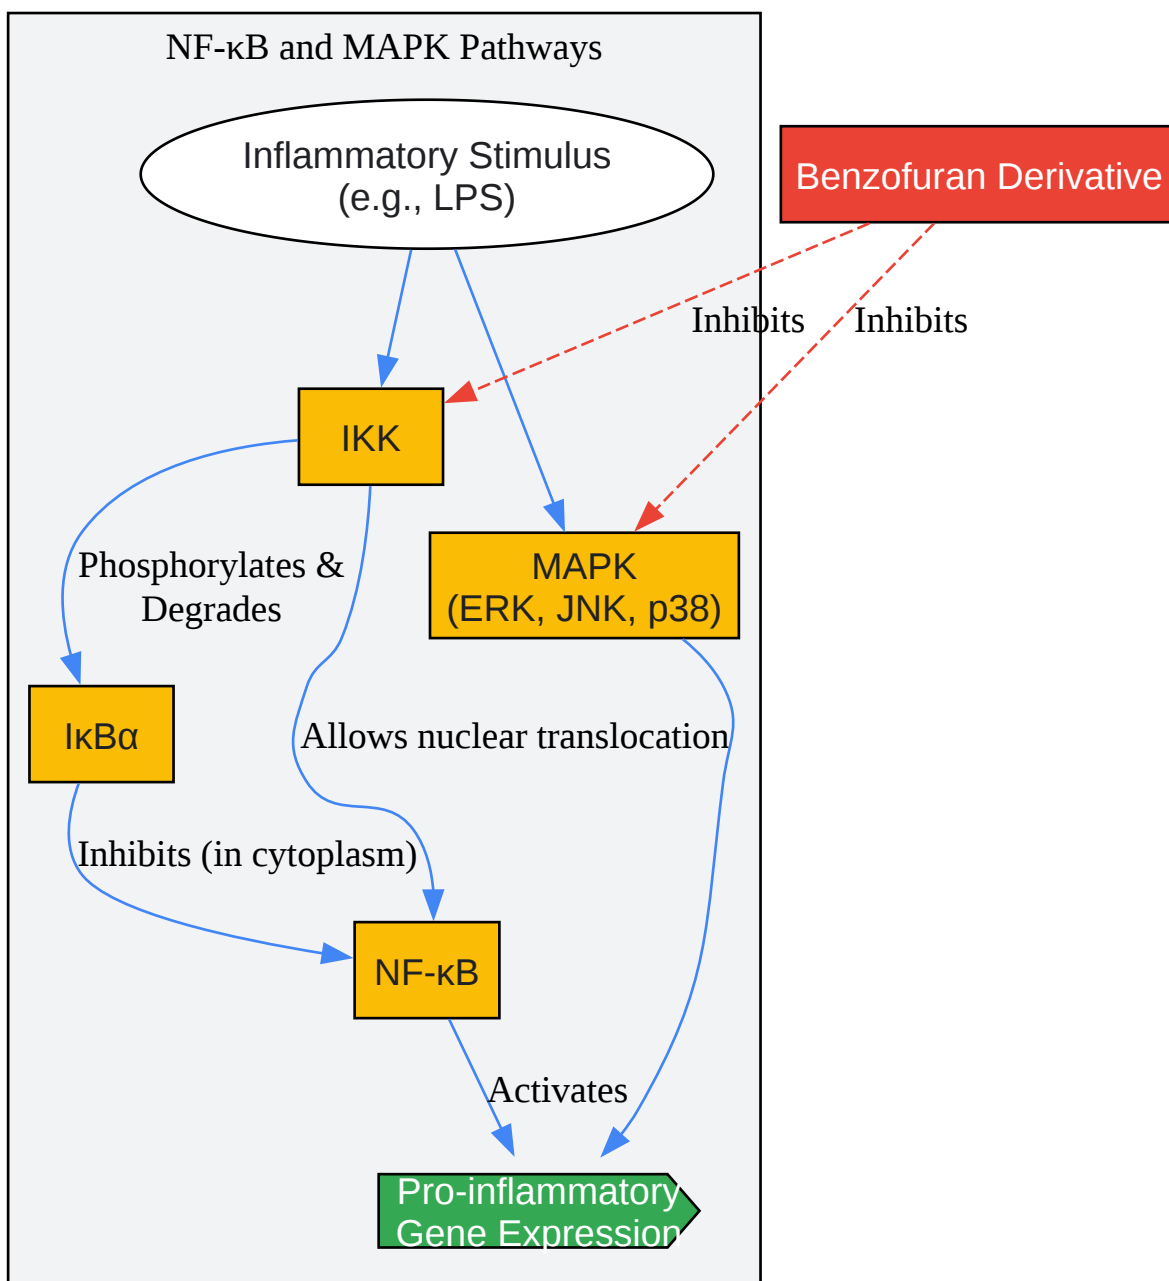 NF-κB and MAPK Pathways
Inflammatory Stimulus
(e.g., LPS)
Benzofuran Derivative
Inhibits
Inhibits
IKK
Phosphorylates &
Degrades
MAPK
(ERK, JNK, p38)
IκBα
Allows nuclear translocation
Inhibits (in cytoplasm)
NF-κB
Activates
Pro-inflammatory
Gene Expression